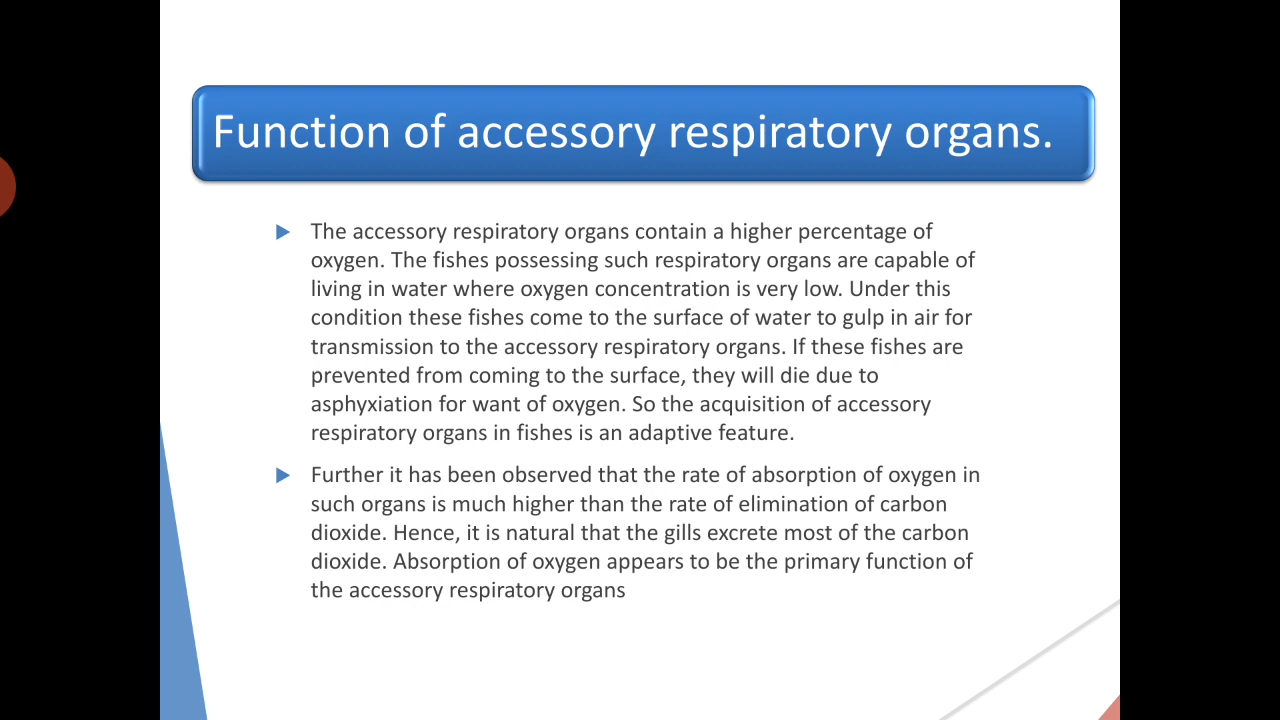 Function of accessory respiratory organs.
The accessory respiratory organs contain a higher percentage of
oxygen. The fishes possessing such respiratory organs are capable of
living in water where oxygen concentration is very low. Under this
condition these fishes come to the surface of water to gulp in air for
transmission to the accessory respiratory organs. If these fishes are
prevented from coming to the surface, they will die due to
asphyxiation for want of oxygen. So the acquisition of accessory
respiratory organs in fishes is an adaptive feature.
Further it has been observed that the rate of absorption of oxygen in
such organs is much higher than the rate of elimination of carbon
dioxide. Hence, it is natural that the gills excrete most of the carbon
dioxide. Absorption of oxygen appears to be the primary function of
the accessory respiratory organs